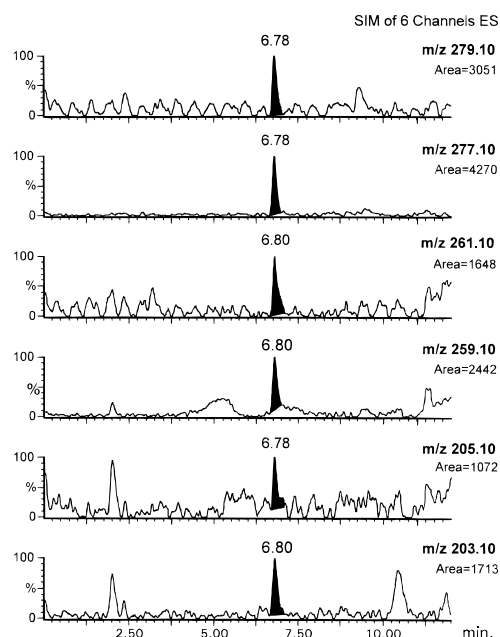 SIM of 6 Channels ES
6.78
m/z 279.10
Area=3051
100
%
0
6.78
m/z 277.10
Area=4270
100
%
0
6.80
m/z 261.10
Area=1648
100
%
0
6.80
m/z 259.10
Area=2442
100
%
0
6.78
m/z 205.10
Area=1072
100
%
0
6.80
m/z 203.10
Area=1713
100
%
0
2.50 5.00 7.50 10.00 min.